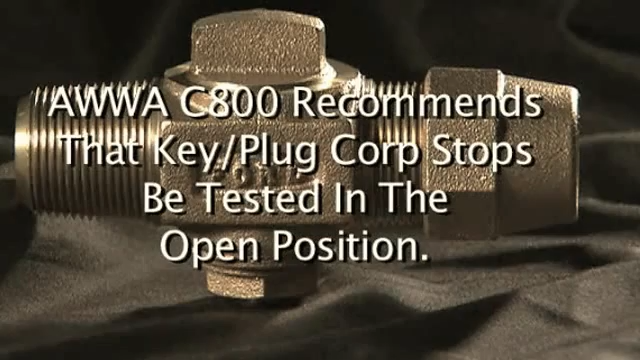 AWWA C800 Recommends
That Key/Plug Corp Stops
Be Tested In The
Open Position.